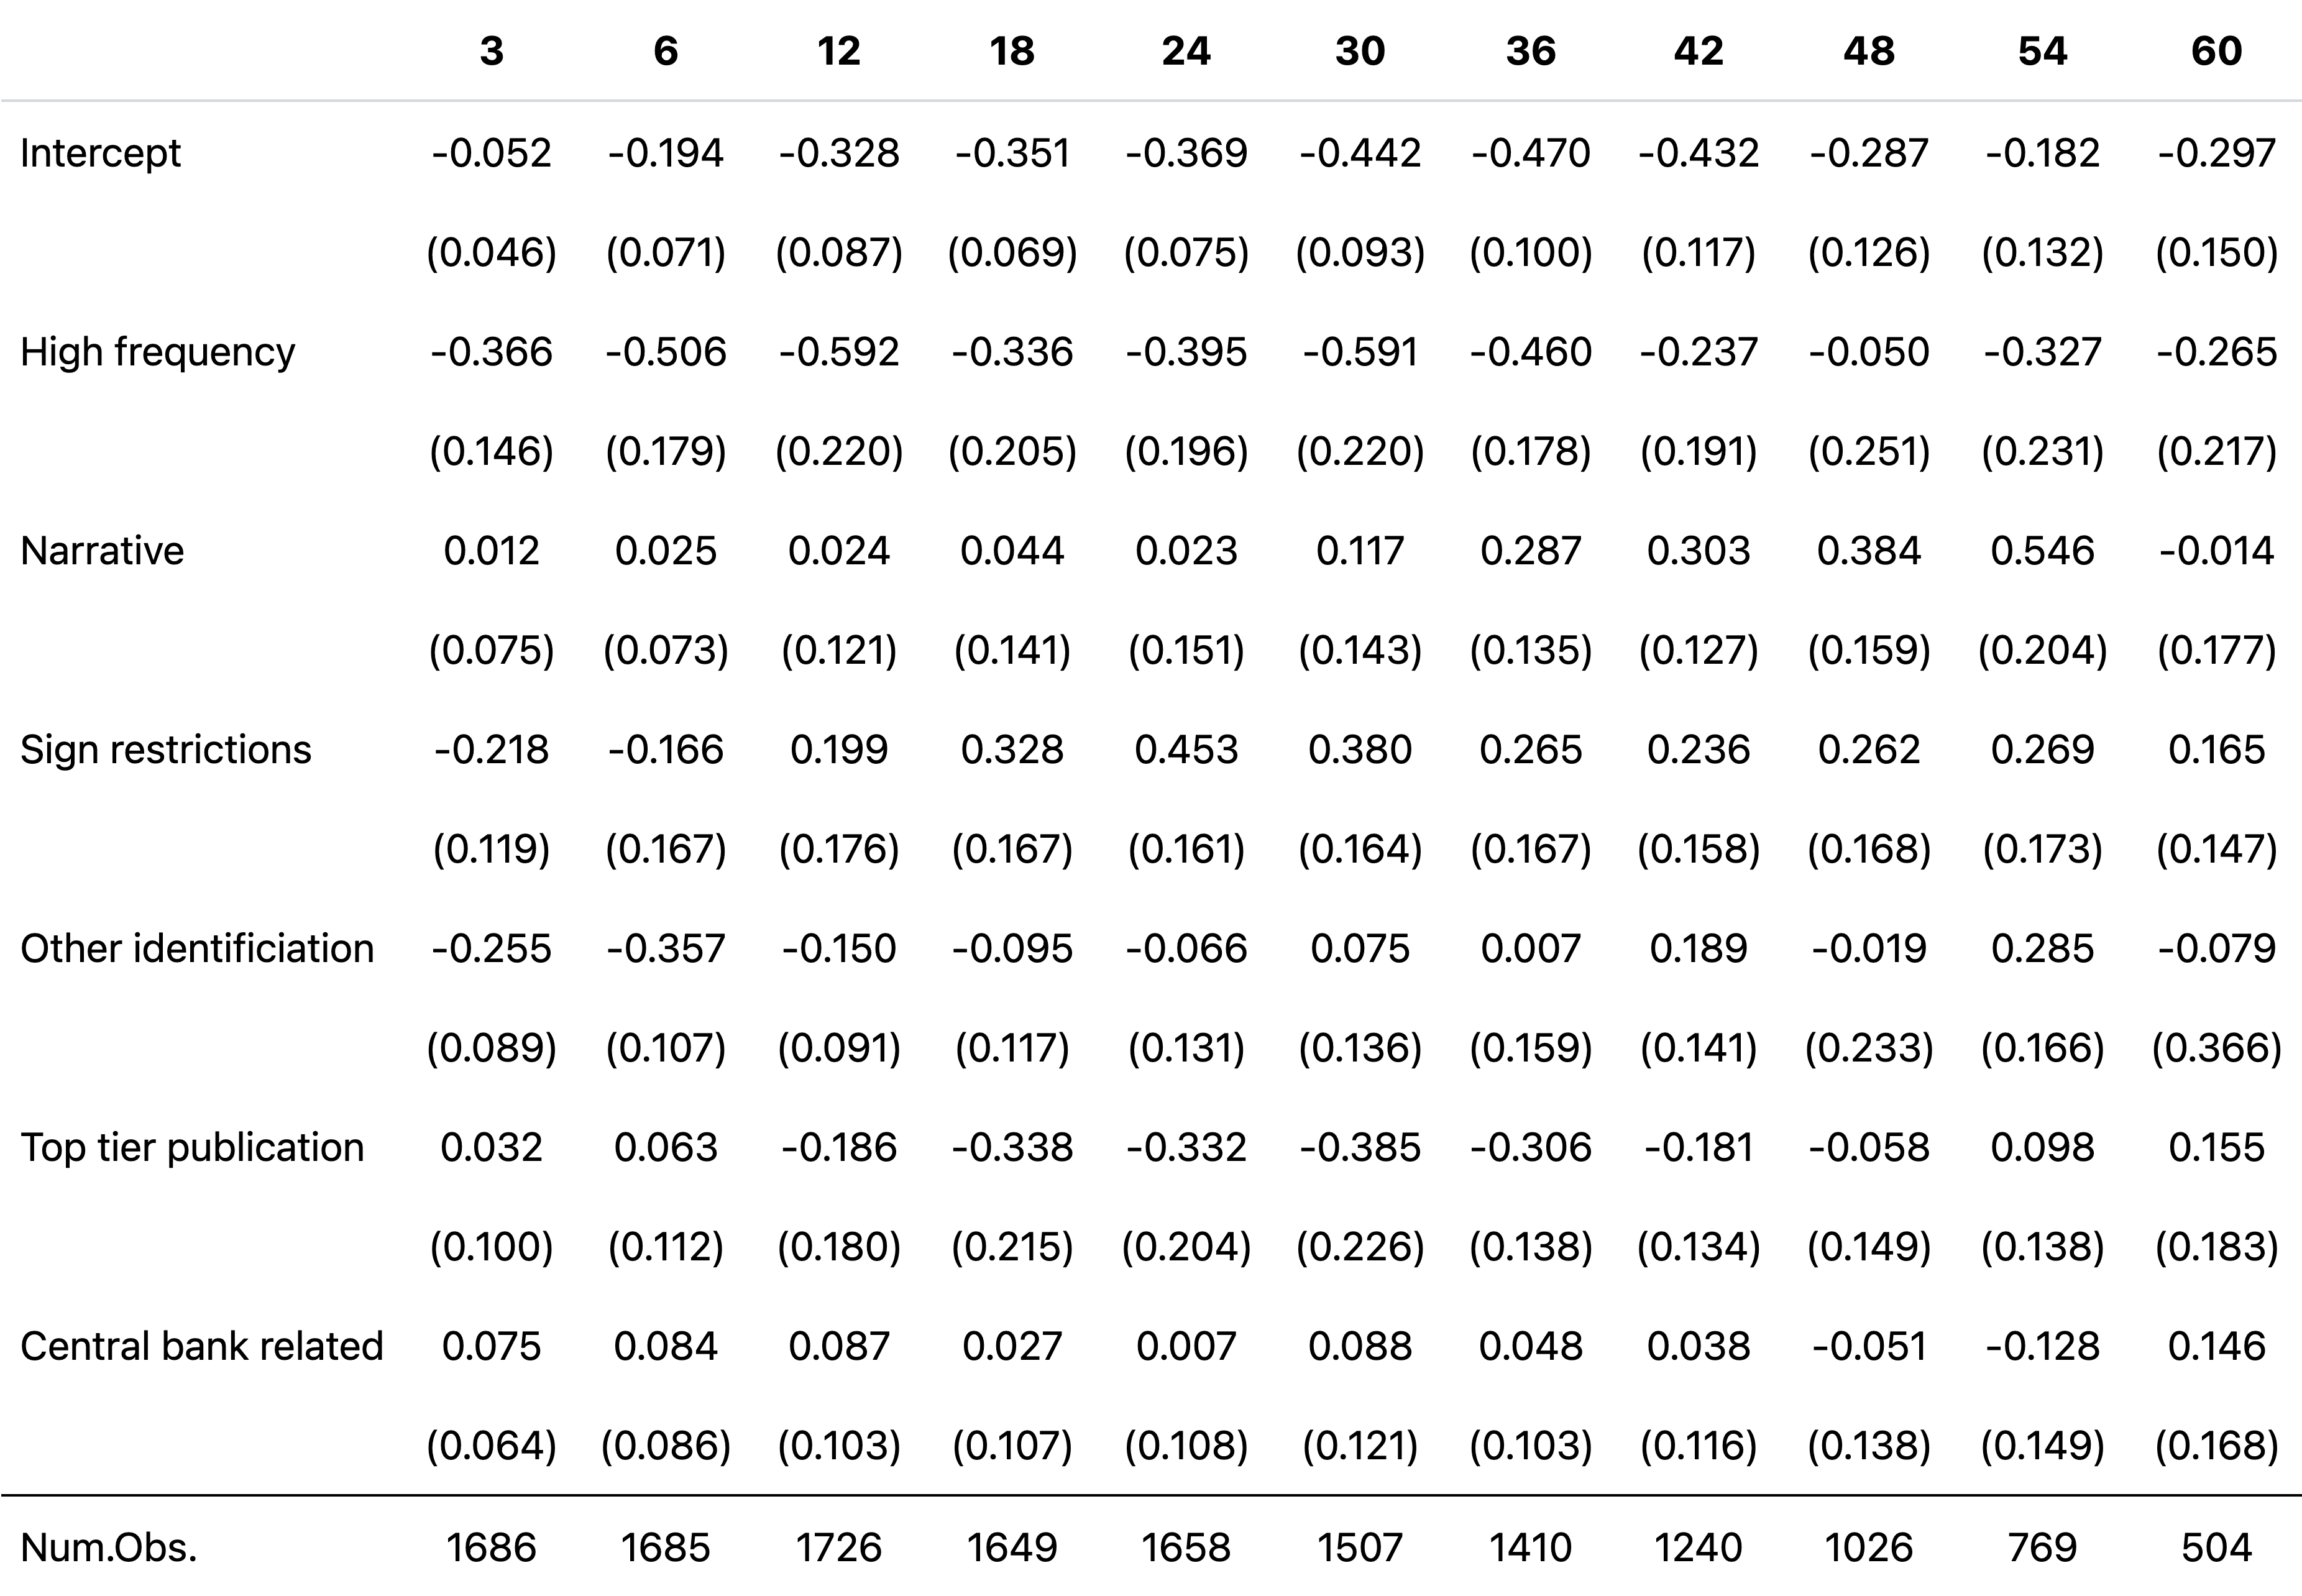 3 6 12 18 24 30 36 42 48 54 60
Intercept -0.052 -0.194 -0.328 -0.351 -0.369 -0.442 -0.470 -0.432 -0.287 -0.182 -0.297
(0.046) (0.071) (0.087) (0.069) (0.075) (0.093) (0.100) (0.117) (0.126) (0.132) (0.150)
High frequency -0.366 -0.506 -0.592 -0.336 -0.395 -0.591 -0.460 -0.237 -0.050 -0.327 -0.265
(0.146) (0.179) (0.220) (0.205) (0.196) (0.220) (0.178) (0.191) (0.251) (0.231) (0.217)
Narrative 0.012 0.025 0.024 0.044 0.023 0.117 0.287 0.303 0.384 0.546 -0.014
(0.075) (0.073) (0.121) (0.141) (0.151) (0.143) (0.135) (0.127) (0.159) (0.204) (0.177)
Sign restrictions -0.218 -0.166 0.199 0.328 0.453 0.380 0.265 0.236 0.262 0.269 0.165
(0.119) (0.167) (0.176) (0.167) (0.161) (0.164) (0.167) (0.158) (0.168) (0.173) (0.147)
Other identificiation -0.255 -0.357 -0.150 -0.095 -0.066 0.075 0.007 0.189 -0.019 0.285 -0.079
(0.089) (0.107) (0.091) (0.117) (0.131) (0.136) (0.159) (0.141) (0.233) (0.166) (0.366)
Top tier publication 0.032 0.063 -0.186 -0.338 -0.332 -0.385 -0.306 -0.181 -0.058 0.098 0.155
(0.100) (0.112) (0.180) (0.215) (0.204) (0.226) (0.138) (0.134) (0.149) (0.138) (0.183)
Central bank related 0.075 0.084 0.087 0.027 0.007 0.088 0.048 0.038 -0.051 -0.128 0.146
(0.064) (0.086) (0.103) (0.107) (0.108) (0.121) (0.103) (0.116) (0.138) (0.149) (0.168)
Num.Obs. 1686 1685 1726 1649 1658 1507 1410 1240 1026 769 504